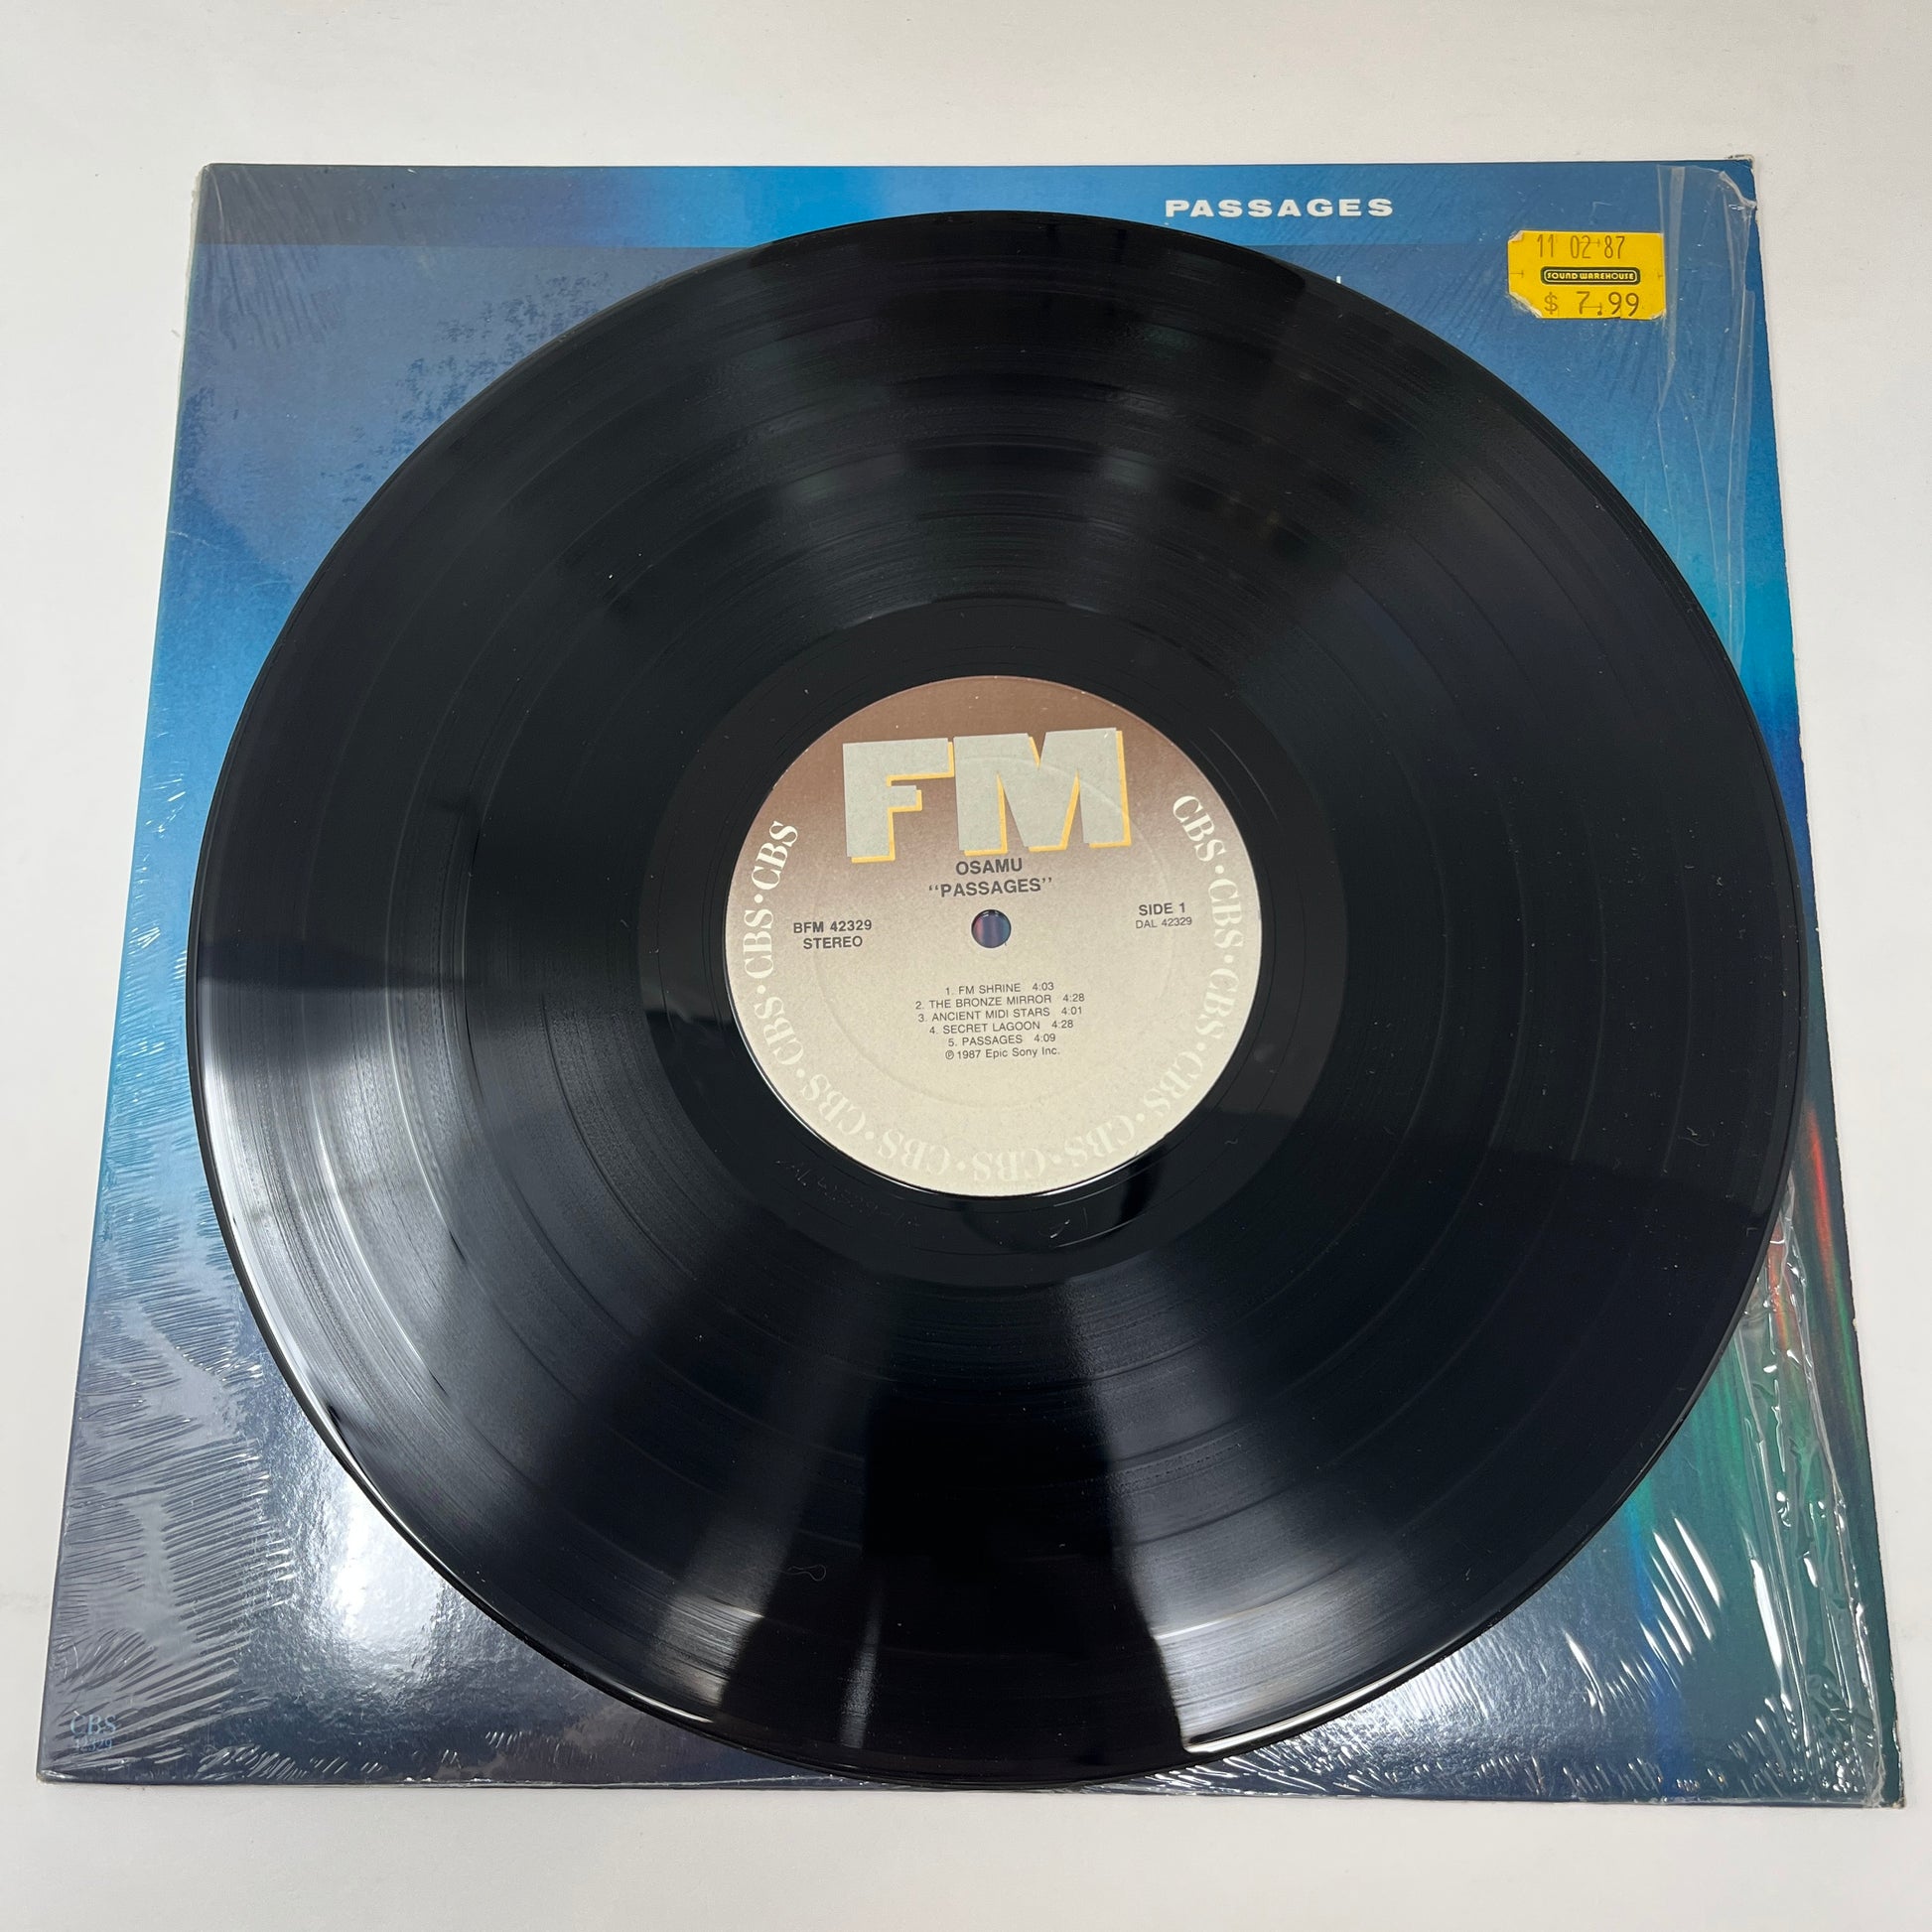 PASSAGES
11 02 '87
SOUND WAREHOUSE
$ 7.99
FM
OSAMU
"PASSAGES"
BFM 42329
STEREO
SIDE 1
DAL 42329
1. FM SHRINE 4:03
2. THE BRONZE MIRROR 4:28
3. ANCIENT MIDI STARS 4:01
4. SECRET LAGOON 4:28
5. PASSAGES 4:09
℗ 1987 Epic Sony Inc.
CBS • CBS • CBS • CBS • CBS • CBS • CBS • CBS • CBS • CBS • CBS
CBS
42329